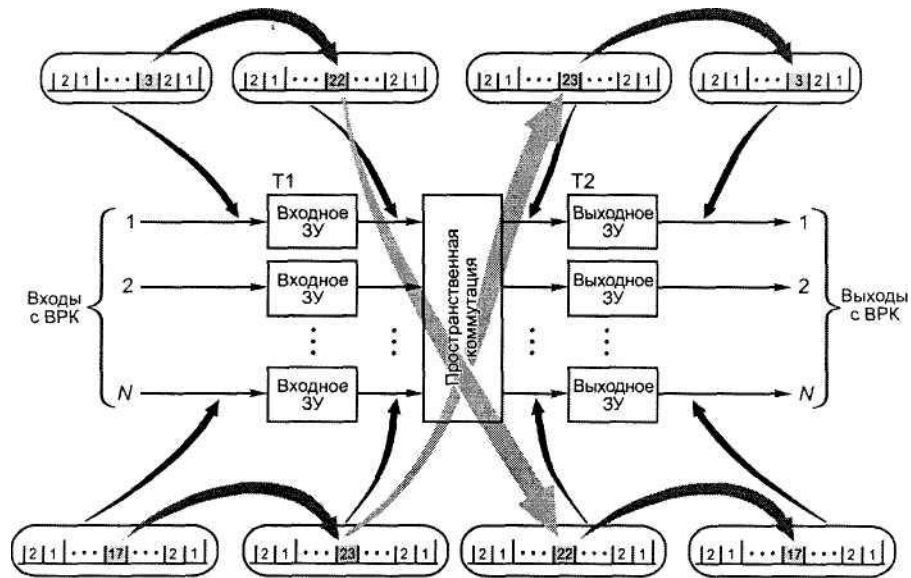 2 1 ··· 3 2 1
2 1 ··· 22 ··· 2 1
2 1 ··· 23 ··· 2 1
2 1 ··· 3 2 1
T1
T2
Входное
ЗУ
Выходное
ЗУ
1
1
Входное
ЗУ
Выходное
ЗУ
2
2
Входы
с ВРК
Пространственная
коммутация
Выходы
с ВРК
Входное
ЗУ
Выходное
ЗУ
N
N
2 1 ··· 17 ··· 2 1
2 1 ··· 23 ··· 2 1
2 1 ··· 22 ··· 2 1
2 1 ··· 17 ··· 2 1